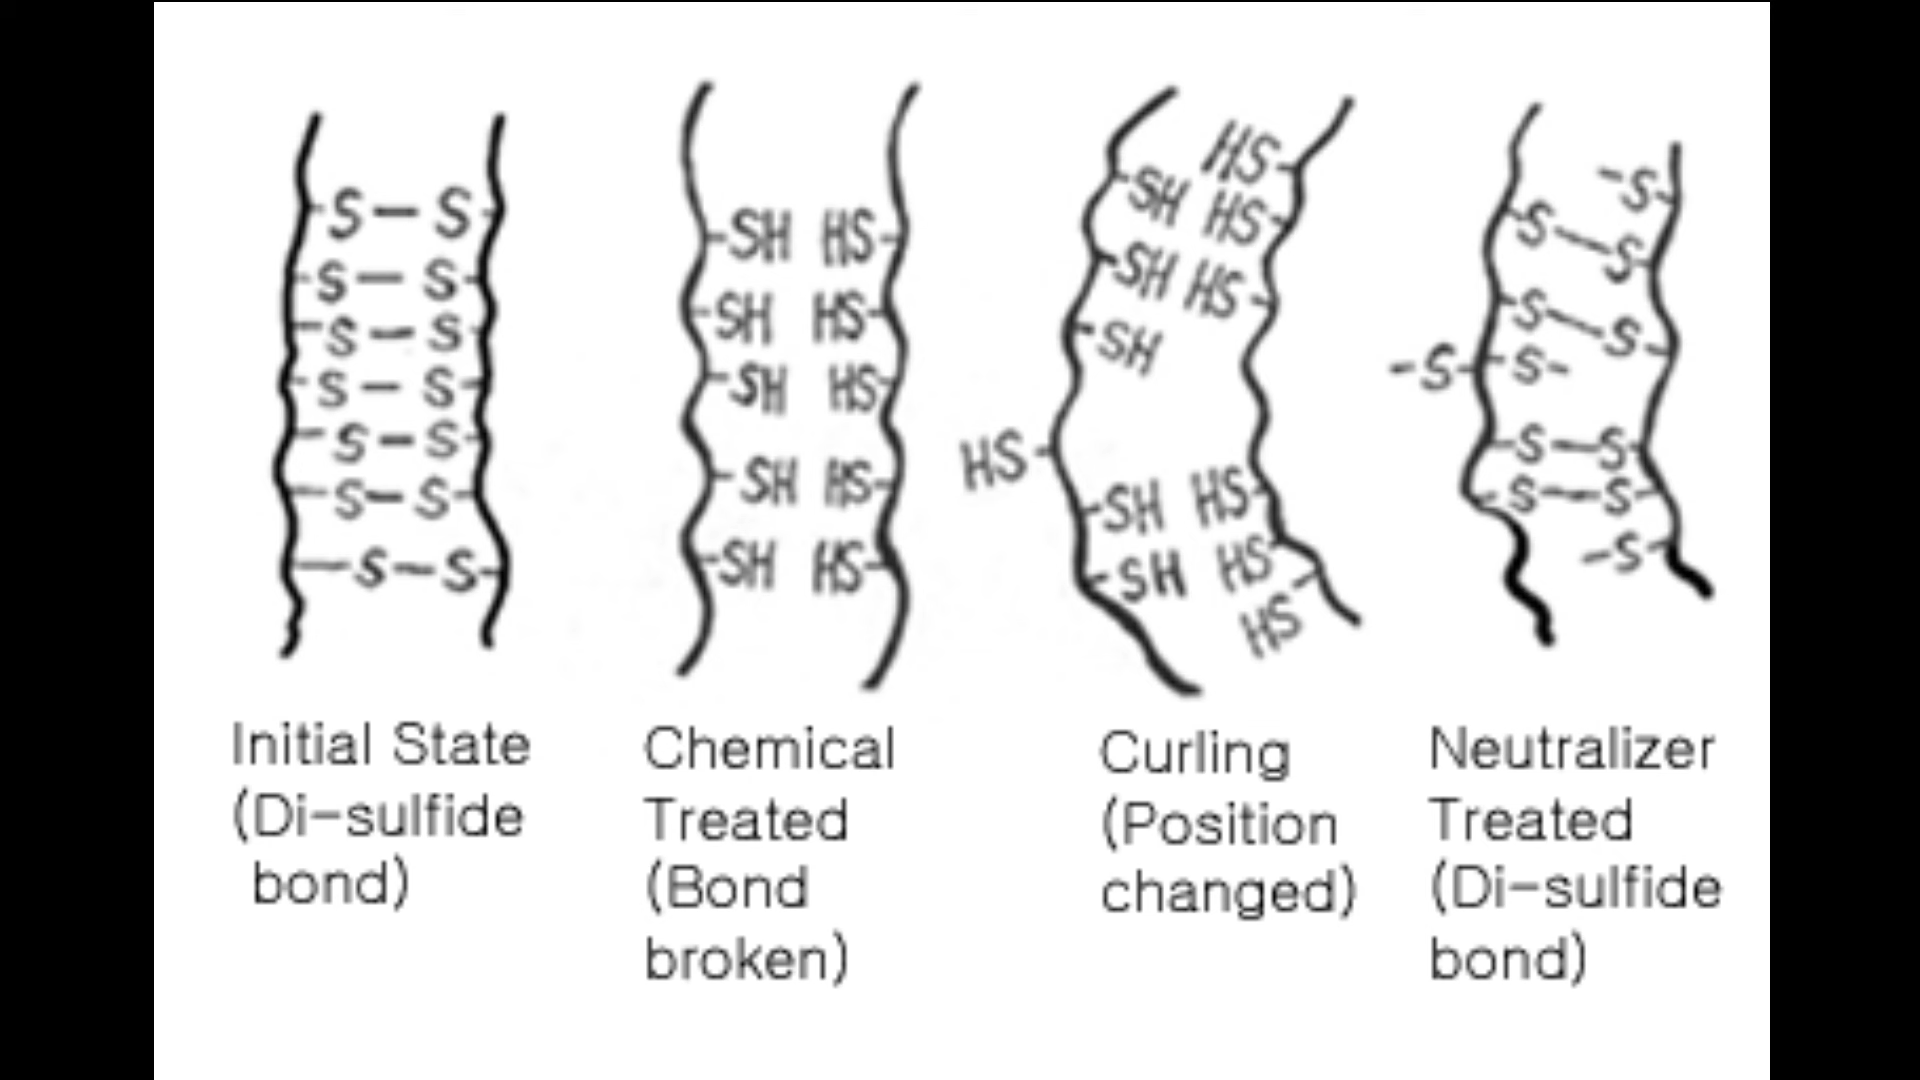 S — S
S — S
S — S
S — S
S — S
S — S
S — S
SH HS
SH HS
SH HS
SH HS
SH HS
HS
SH HS
SH HS
SH
HS
SH HS
SH HS
HS
-S
S — S
S — S
-S- S-
S — S
S — S
-S
Initial State
(Di-sulfide
bond)
Chemical
Treated
(Bond
broken)
Curling
(Position
changed)
Neutralizer
Treated
(Di-sulfide
bond)